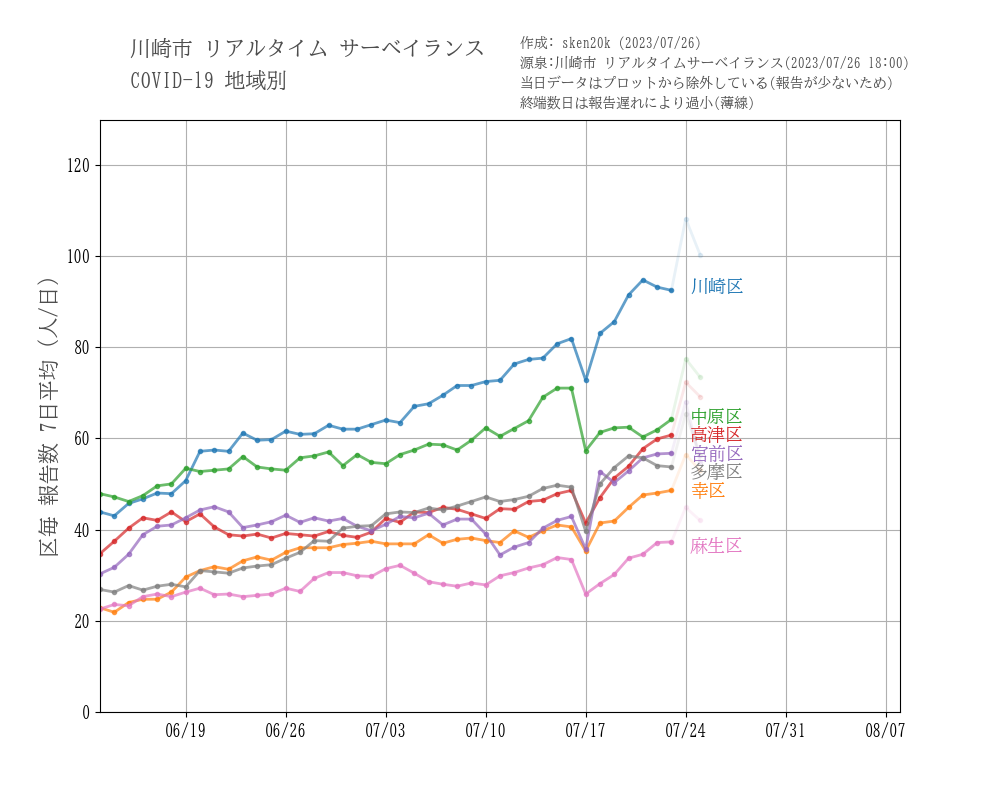 川崎市 リアルタイム サーベイランス
COVID-19 地域別
作成: sken20k (2023/07/26)
源泉:川崎市 リアルタイムサーベイランス(2023/07/26 18:00)
当日データはプロットから除外している(報告が少ないため)
終端数日は報告遅れにより過小(薄線)
区毎 報告数 7日平均 (人/日)
120
100
80
60
40
20
0
川崎区
中原区
高津区
宮前区
多摩区
幸区
麻生区
06/19 06/26 07/03 07/10 07/17 07/24 07/31 08/07